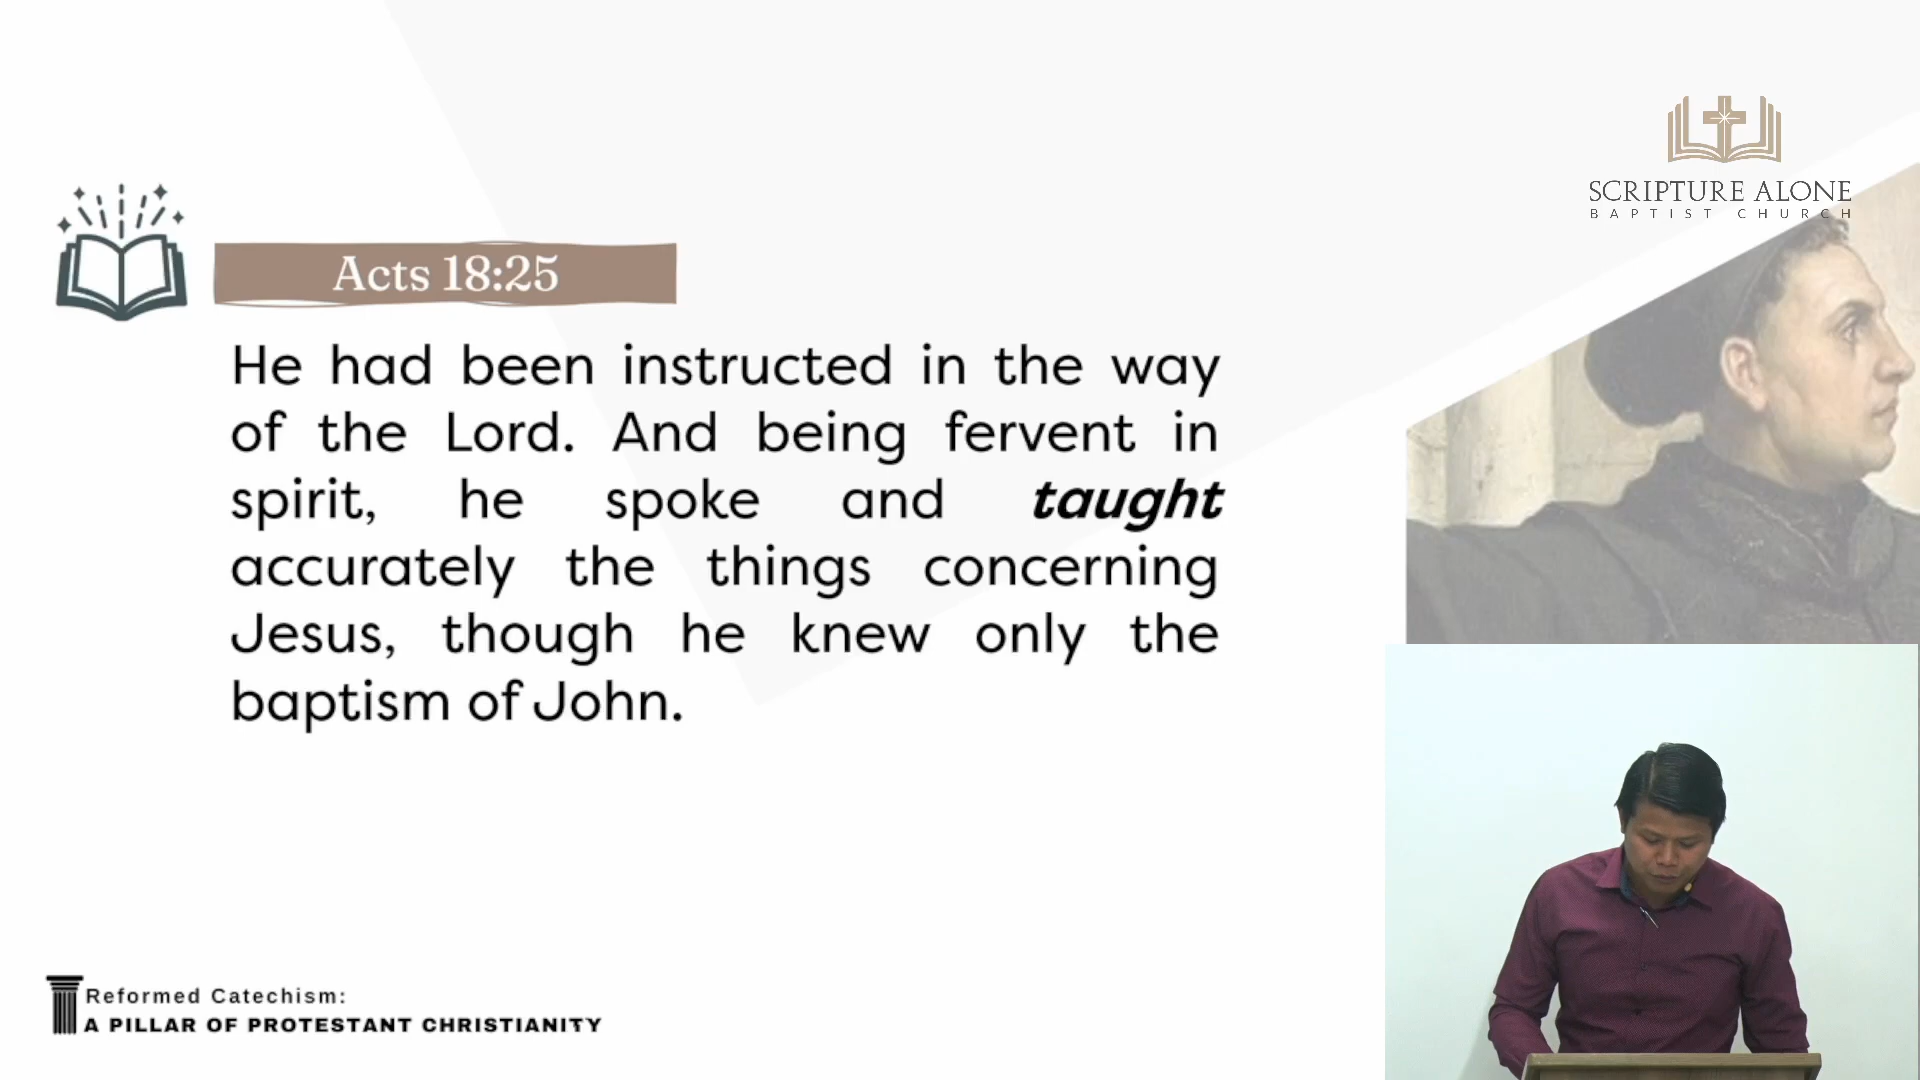 SCRIPTURE ALONE
BAPTIST CHURCH
Acts 18:25
He had been instructed in the way
of the Lord. And being fervent in
spirit, he spoke and taught
accurately the things concerning
Jesus, though he knew only the
baptism of John.
Reformed Catechism:
A PILLAR OF PROTESTANT CHRISTIANITY